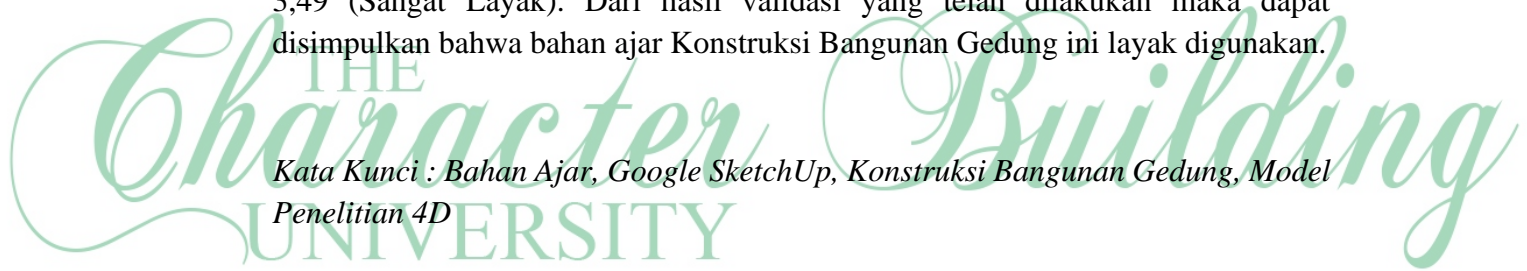 3,49 (Sangat Layak). Dari hasil validasi yang telah dilakukan maka dapat
disimpulkan bahwa bahan ajar Konstruksi Bangunan Gedung ini layak digunakan.
THE
Character Building
Kata Kunci : Bahan Ajar, Google SketchUp, Konstruksi Bangunan Gedung, Model
Penelitian 4D
UNIVERSITY